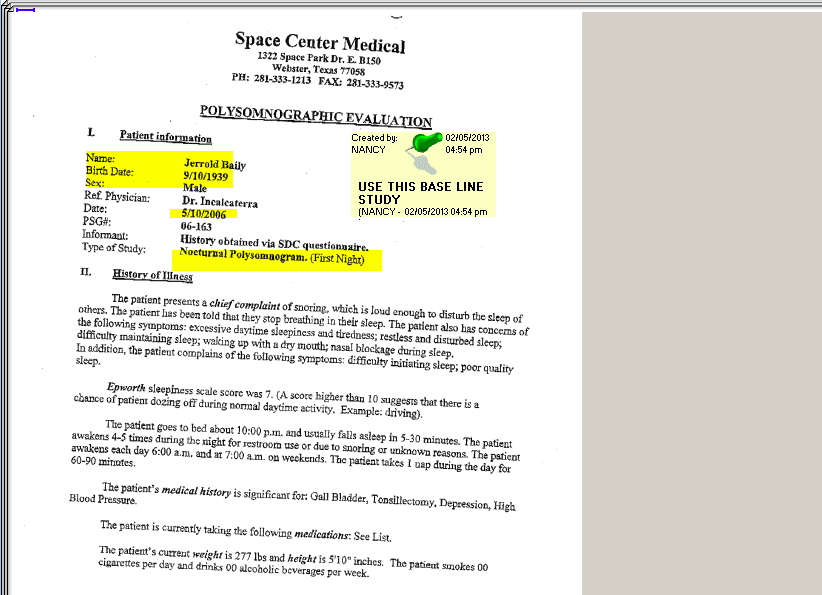 Space Center Medical
1322 Space Park Dr. E. B150
Webster, Texas 77058
PH: 281-333-1213 FAX: 281-333-9573
POLYSOMNOGRAPHIC EVALUATION
I. Patient information
Created by: 02/05/2013
NANCY 04:54 pm
USE THIS BASE LINE
STUDY
(NANCY - 02/05/2013 04:54 pm
Name: Jerrold Baily
Birth Date: 9/10/1939
Sex: Male
Ref. Physician: Dr. Incalcaterra
Date: 5/10/2006
PSG#: 06-163
Informant: History obtained via SDC questionnaire.
Type of Study: Nocturnal Polysomnogram. (First Night)
II. History of Illness
The patient presents a chief complaint of snoring, which is loud enough to disturb the sleep of
others. The patient has been told that they stop breathing in their sleep. The patient also has concerns of
the following symptoms: excessive daytime sleepiness and tiredness; restless and disturbed sleep;
difficulty maintaining sleep; waking up with a dry mouth; nasal blockage during sleep.
In addition, the patient complains of the following symptoms: difficulty initiating sleep; poor quality
sleep.
Epworth sleepiness scale score was 7. (A score higher than 10 suggests that there is a
chance of patient dozing off during normal daytime activity. Example: driving).
The patient goes to bed about 10:00 p.m. and usually falls asleep in 5-30 minutes. The patient
awakens 4-5 times during the night for restroom use or due to snoring or unknown reasons. The patient
awakens each day 6:00 a.m. and at 7:00 a.m. on weekends. The patient takes 1 nap during the day for
60-90 minutes.
The patient's medical history is significant for: Gall Bladder, Tonsillectomy, Depression, High
Blood Pressure.
The patient is currently taking the following medications: See List.
The patient's current weight is 277 lbs and height is 5'10" inches. The patient smokes 00
cigarettes per day and drinks 00 alcoholic beverages per week.